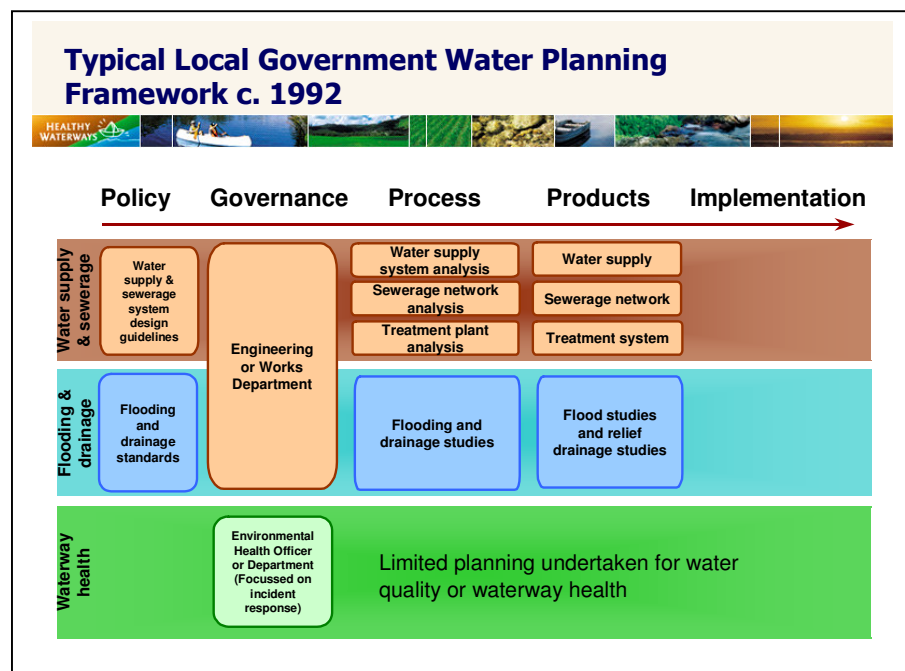 Typical Local Government Water Planning
Framework c. 1992
HEALTHY
WATERWAYS
Policy
Governance
Process
Products
Implementation
Water supply
& sewerage
Water
supply &
sewerage
system
design
guidelines
Engineering
or Works
Department
Water supply
system analysis
Sewerage network
analysis
Treatment plant
analysis
Water supply
Sewerage network
Treatment system
Flooding &
drainage
Flooding
and
drainage
standards
Flooding and
drainage studies
Flood studies
and relief
drainage studies
Waterway
health
Environmental
Health Officer
or Department
(Focussed on
incident
response)
Limited planning undertaken for water
quality or waterway health